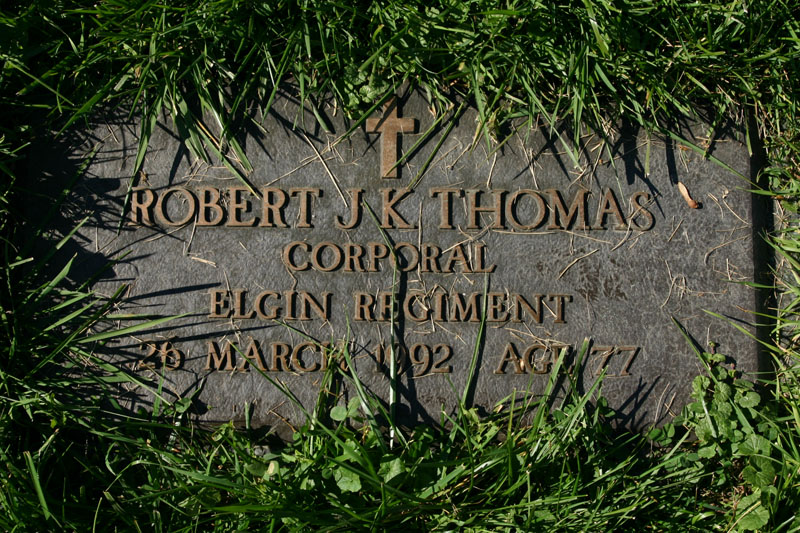 ROBERT J. K. THOMAS
CORPORAL
ELGIN REGIMENT
26 MARCH 1992 AGE 77